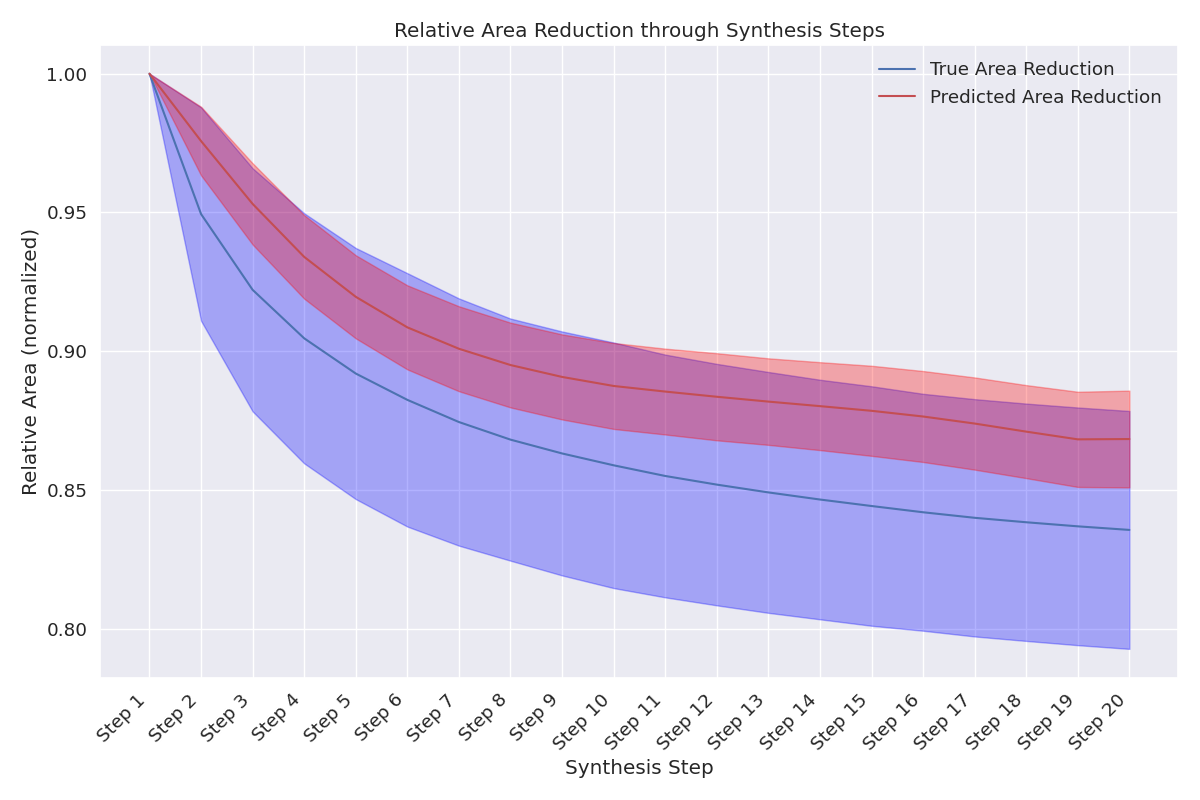 Relative Area Reduction through Synthesis Steps
True Area Reduction
Predicted Area Reduction
Relative Area (normalized)
1.00
0.95
0.90
0.85
0.80
Step 1
Step 2
Step 3
Step 4
Step 5
Step 6
Step 7
Step 8
Step 9
Step 10
Step 11
Step 12
Step 13
Step 14
Step 15
Step 16
Step 17
Step 18
Step 19
Step 20
Synthesis Step